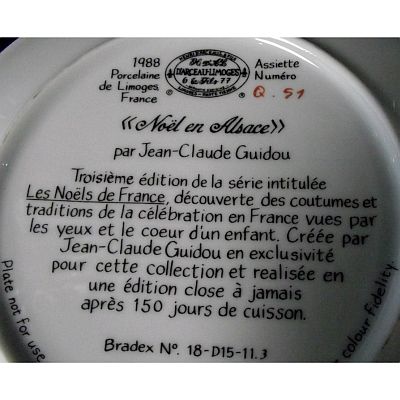 1988
Porcelaine
de Limoges
France
D'ARCEAU-LIMOGES
Assiette
Numéro
Q. 51
«Noël en Alsace»
par Jean-Claude Guidou
Troisième édition de la série intitulée
Les Noëls de France, découverte des coutumes et
traditions de la célébration en France vues par
les yeux et le coeur d'un enfant. Créée par
Jean-Claude Guidou en exclusivité
pour cette collection et realisée en
une édition close à jamais
après 150 jours de cuisson.
Bradex Nº. 18-D15-11.3
Plate not for use
colour fidelity.